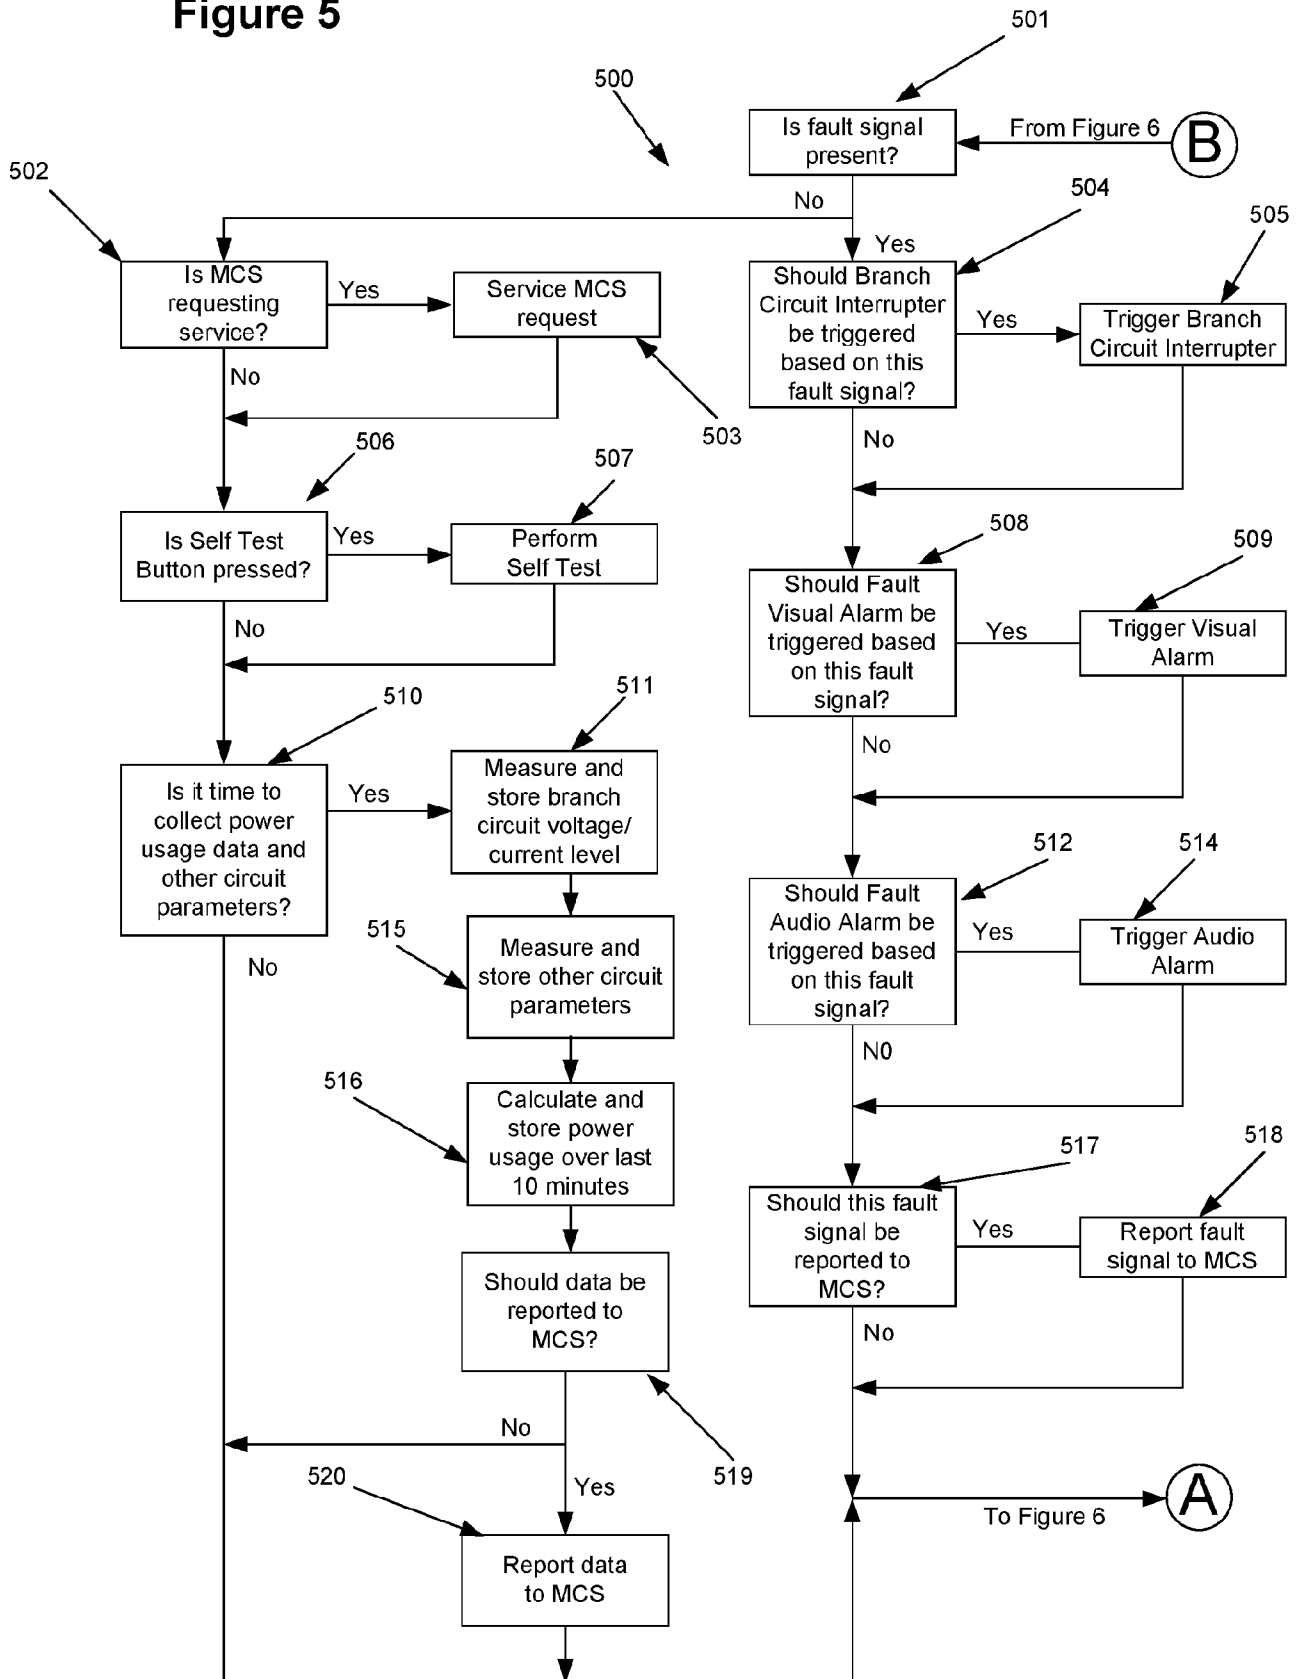 Figure 5
501
500
Is fault signal
present?
From Figure 6
B
502
No
504
505
Yes
Is MCS
requesting
service?
Yes
Service MCS
request
Should Branch
Circuit Interrupter
be triggered
based on this
fault signal?
Yes
Trigger Branch
Circuit Interrupter
No
503
No
506
507
508
509
Is Self Test
Button pressed?
Yes
Perform
Self Test
Should Fault
Visual Alarm be
triggered based
on this fault
signal?
Yes
Trigger Visual
Alarm
No
510
511
No
Is it time to
collect power
usage data and
other circuit
parameters?
Yes
Measure and
store branch
circuit voltage/
current level
512
514
Should Fault
Audio Alarm be
triggered based
on this fault
signal?
Yes
Trigger Audio
Alarm
515
No
Measure and
store other circuit
parameters
N0
516
Calculate and
store power
usage over last
10 minutes
517
518
Should this fault
signal be
reported to
MCS?
Yes
Report fault
signal to MCS
Should data be
reported to
MCS?
No
No
519
520
Yes
A
To Figure 6
Report data
to MCS